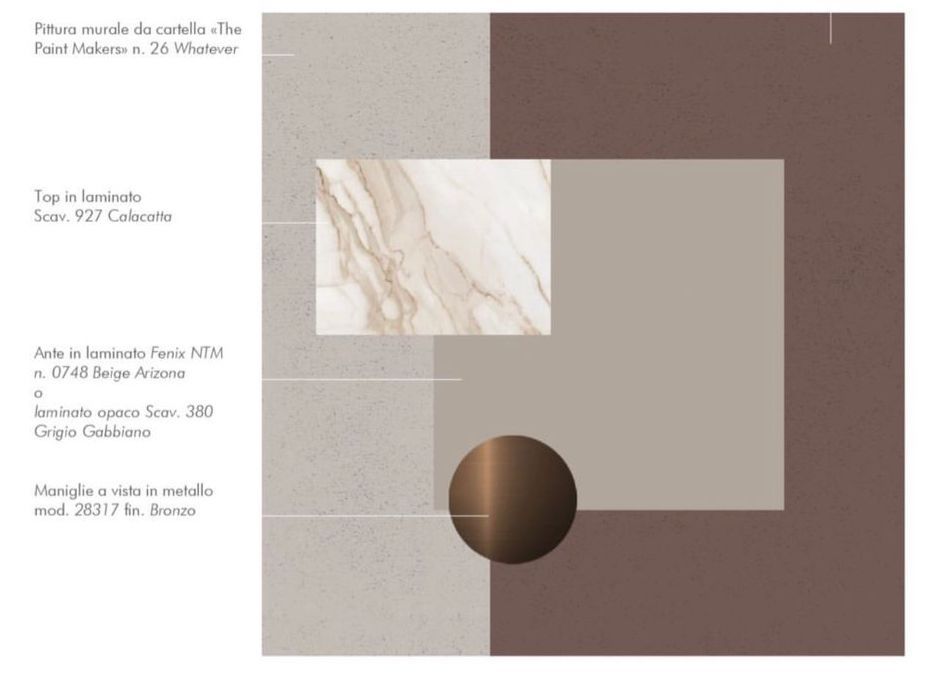 Pittura murale da cartella «The
Paint Makers» n. 26 Whatever
Top in laminato
Scav. 927 Calacatta
Ante in laminato Fenix NTM
n. 0748 Beige Arizona
o
laminato opaco Scav. 380
Grigio Gabbiano
Maniglie a vista in metallo
mod. 28317 fin. Bronzo